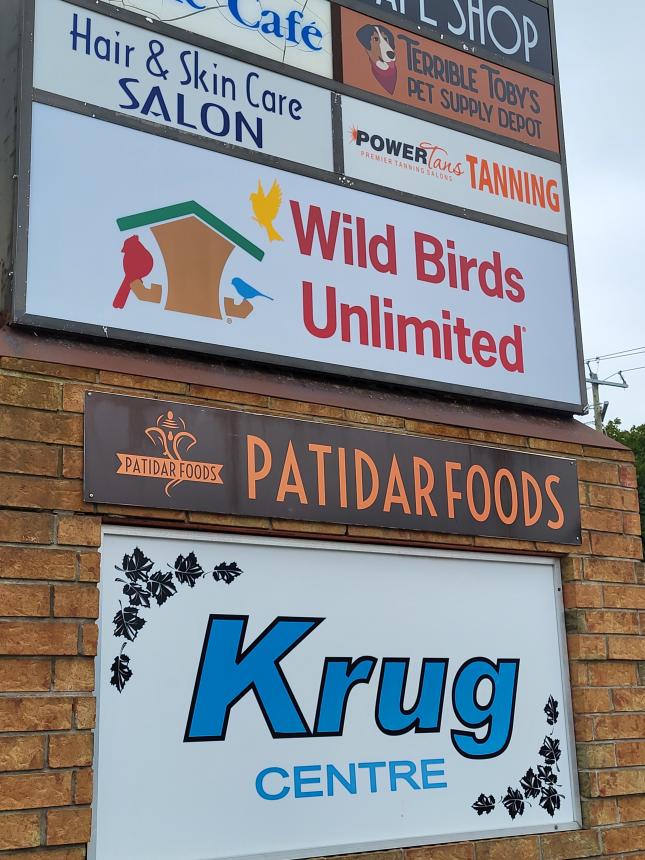 Café
SHOP
Hair & Skin Care
SALON
TERRIBLE TOBY'S
PET SUPPLY DEPOT
POWERTans
PREMIER TANNING SALONS
TANNING
Wild Birds
Unlimited
PATIDAR FOODS
PATIDAR FOODS
Krug
CENTRE